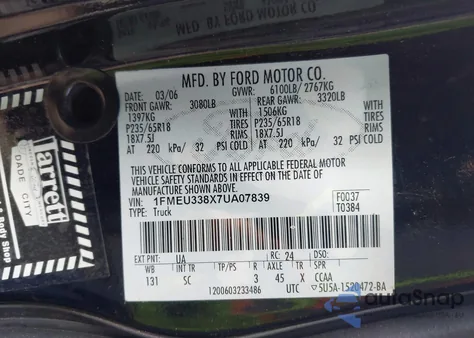 MFD. BY FORD MOTOR CO.
03/06 GVWR: 6100LB/ 2767KG
FRONT GAWR: 3080LB REAR GAWR: 3320LB
1397KG WITH 1506KG WITH
P235/65R18 TIRES P235/65R18 TIRES
18X7.5J RIMS 18X7.5J RIMS
AT 220 kPa/ 32 PSI COLD AT 220 kPa/ 32 PSI COLD
THIS VEHICLE CONFORMS TO ALL APPLICABLE FEDERAL MOTOR
VEHICLE SAFETY STANDARDS IN EFFECT ON THE DATE OF
MANUFACTURE SHOWN ABOVE.
VIN: 1FMEU338X7UA07839 F0037
TYPE: Truck T0384
EXT PNT: UA RC: 24 DSO:
WB INT TR TP/PS R AXLE TR SPR
131 SC 3 45 X CCAA
1200603233486 UTC 5U5A-1520472-BA
Jarrett
DADE CITY
Body Shop
autoSnap